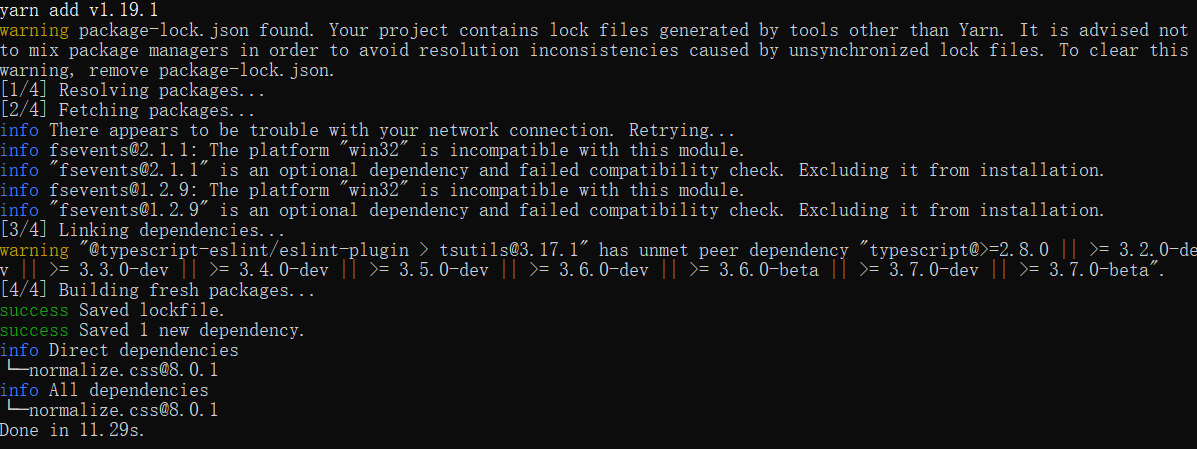 yarn add v1.19.1
warning package-lock.json found. Your project contains lock files generated by tools other than Yarn. It is advised not
to mix package managers in order to avoid resolution inconsistencies caused by unsynchronized lock files. To clear this
warning, remove package-lock.json.
[1/4] Resolving packages...
[2/4] Fetching packages...
info There appears to be trouble with your network connection. Retrying...
info fsevents@2.1.1: The platform "win32" is incompatible with this module.
info "fsevents@2.1.1" is an optional dependency and failed compatibility check. Excluding it from installation.
info fsevents@1.2.9: The platform "win32" is incompatible with this module.
info "fsevents@1.2.9" is an optional dependency and failed compatibility check. Excluding it from installation.
[3/4] Linking dependencies...
warning "@typescript-eslint/eslint-plugin > tsutils@3.17.1" has unmet peer dependency "typescript@>=2.8.0 || >= 3.2.0-de
v || >= 3.3.0-dev || >= 3.4.0-dev || >= 3.5.0-dev || >= 3.6.0-dev || >= 3.6.0-beta || >= 3.7.0-dev || >= 3.7.0-beta".
[4/4] Building fresh packages...
success Saved lockfile.
success Saved 1 new dependency.
info Direct dependencies
└─normalize.css@8.0.1
info All dependencies
└─normalize.css@8.0.1
Done in 11.29s.